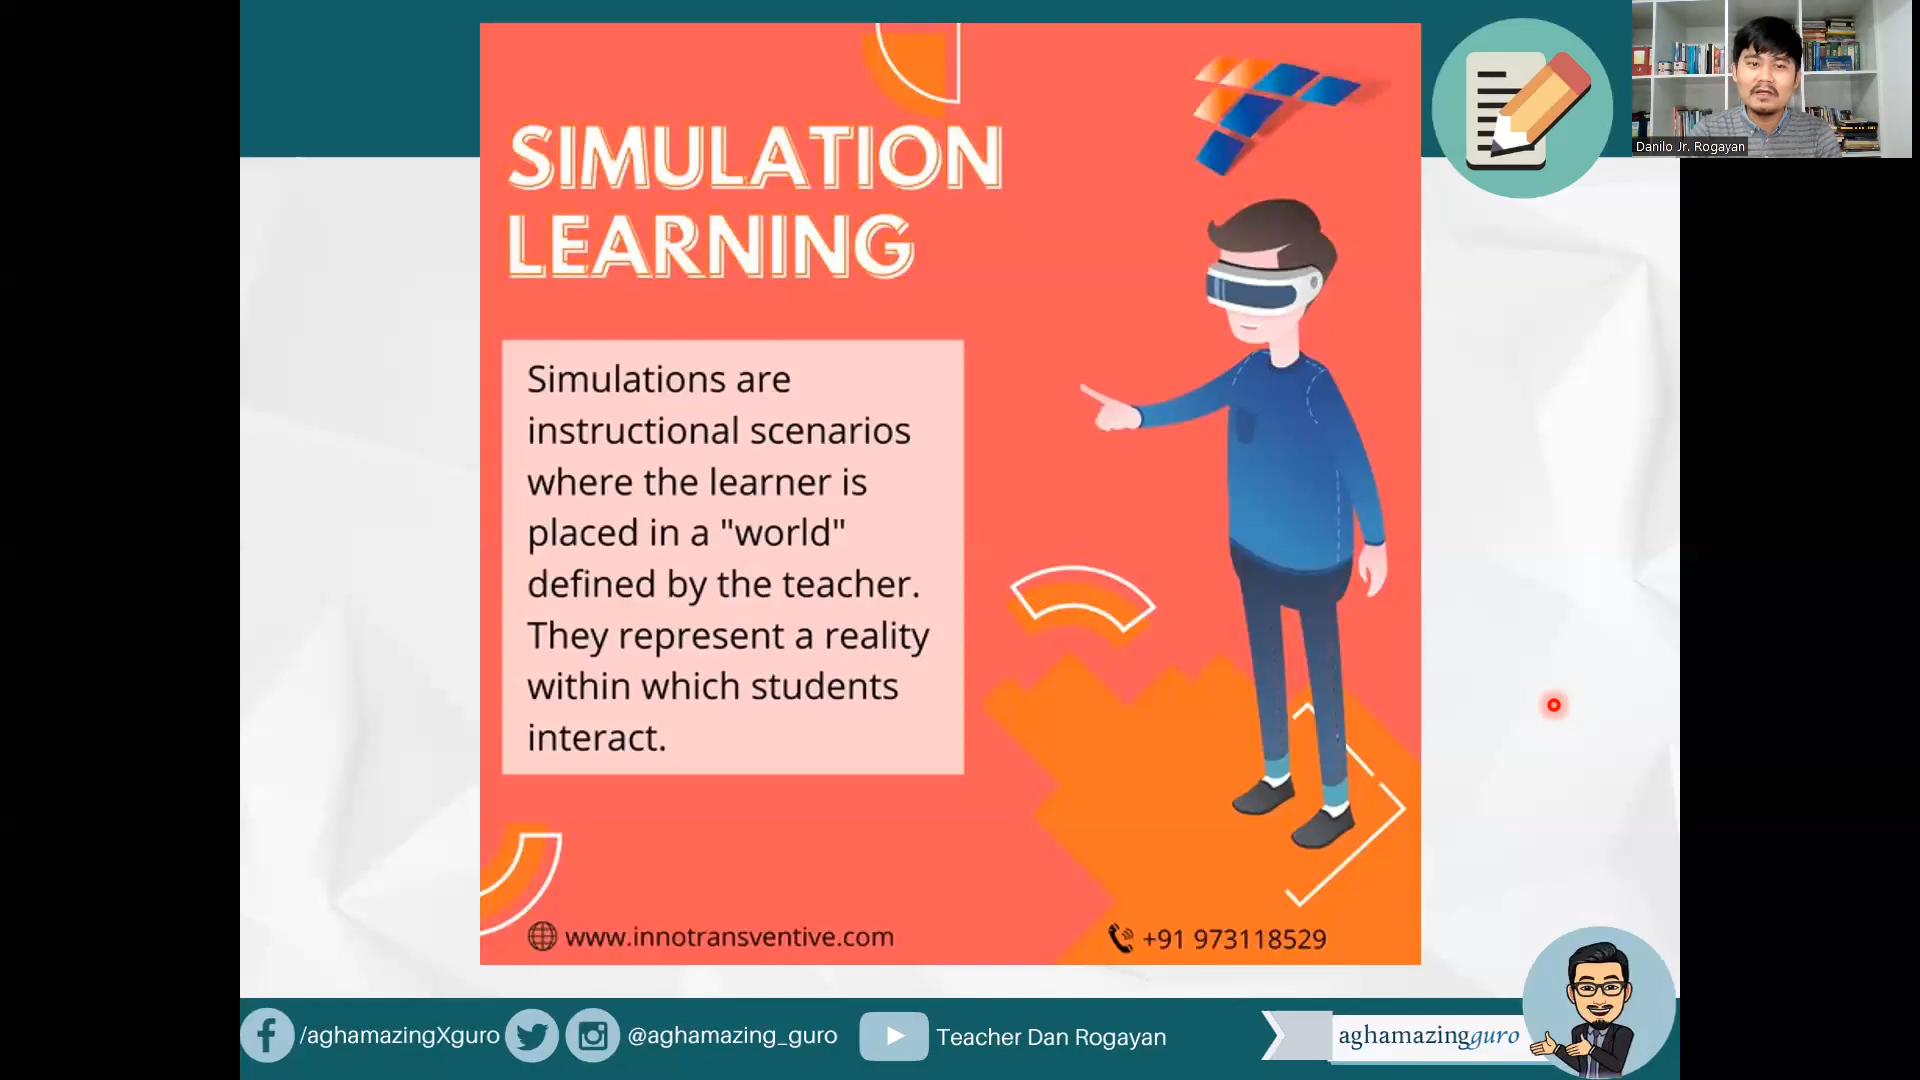 SIMULATION
LEARNING
Simulations are
instructional scenarios
where the learner is
placed in a "world"
defined by the teacher.
They represent a reality
within which students
interact.
www.innotransventive.com
+91 973118529
Danilo Jr. Rogayan
/aghamazingXguro
@aghamazing_guro
Teacher Dan Rogayan
aghamazingguro